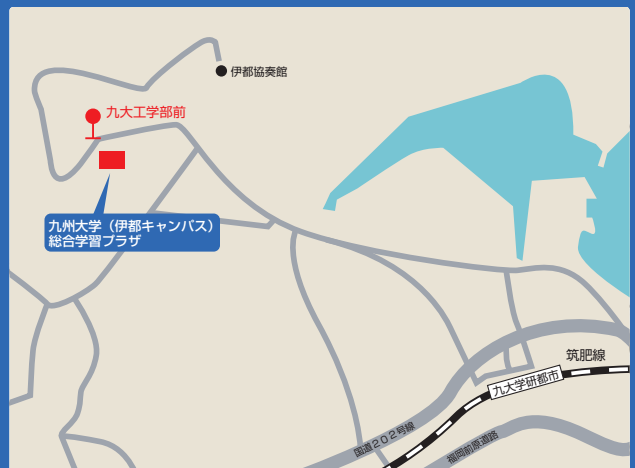 伊都協奏館
九大工学部前
九州大学（伊都キャンパス）
総合学習プラザ
筑肥線
九大学研都市
国道202号線
福岡前原道路